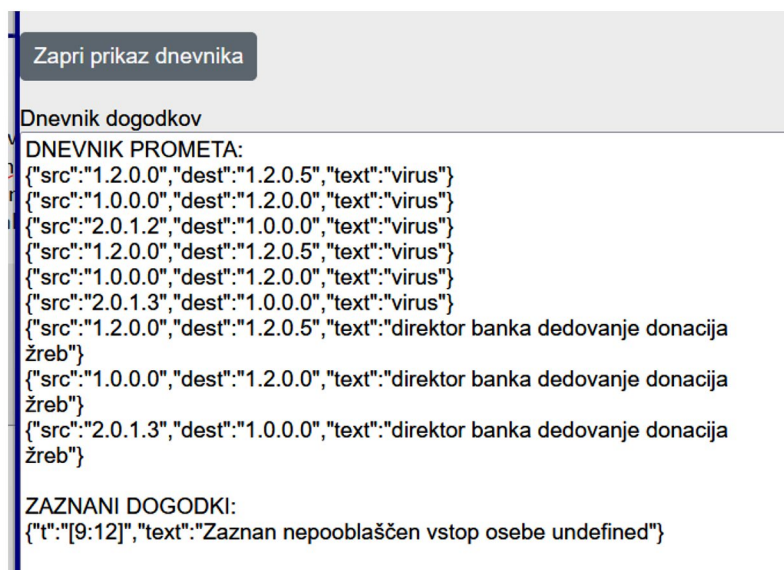 Zapri prikaz dnevnika
Dnevnik dogodkov
DNEVNIK PROMETA:
{"src":"1.2.0.0","dest":"1.2.0.5","text":"virus"}
{"src":"1.0.0.0","dest":"1.2.0.0","text":"virus"}
{"src":"2.0.1.2","dest":"1.0.0.0","text":"virus"}
{"src":"1.2.0.0","dest":"1.2.0.5","text":"virus"}
{"src":"1.0.0.0","dest":"1.2.0.0","text":"virus"}
{"src":"2.0.1.3","dest":"1.0.0.0","text":"virus"}
{"src":"1.2.0.0","dest":"1.2.0.5","text":"direktor banka dedovanje donacija
žreb"}
{"src":"1.0.0.0","dest":"1.2.0.0","text":"direktor banka dedovanje donacija
žreb"}
{"src":"2.0.1.3","dest":"1.0.0.0","text":"direktor banka dedovanje donacija
žreb"}
ZAZNANI DOGODKI:
{"t":"[9:12]","text":"Zaznan nepooblaščen vstop osebe undefined"}